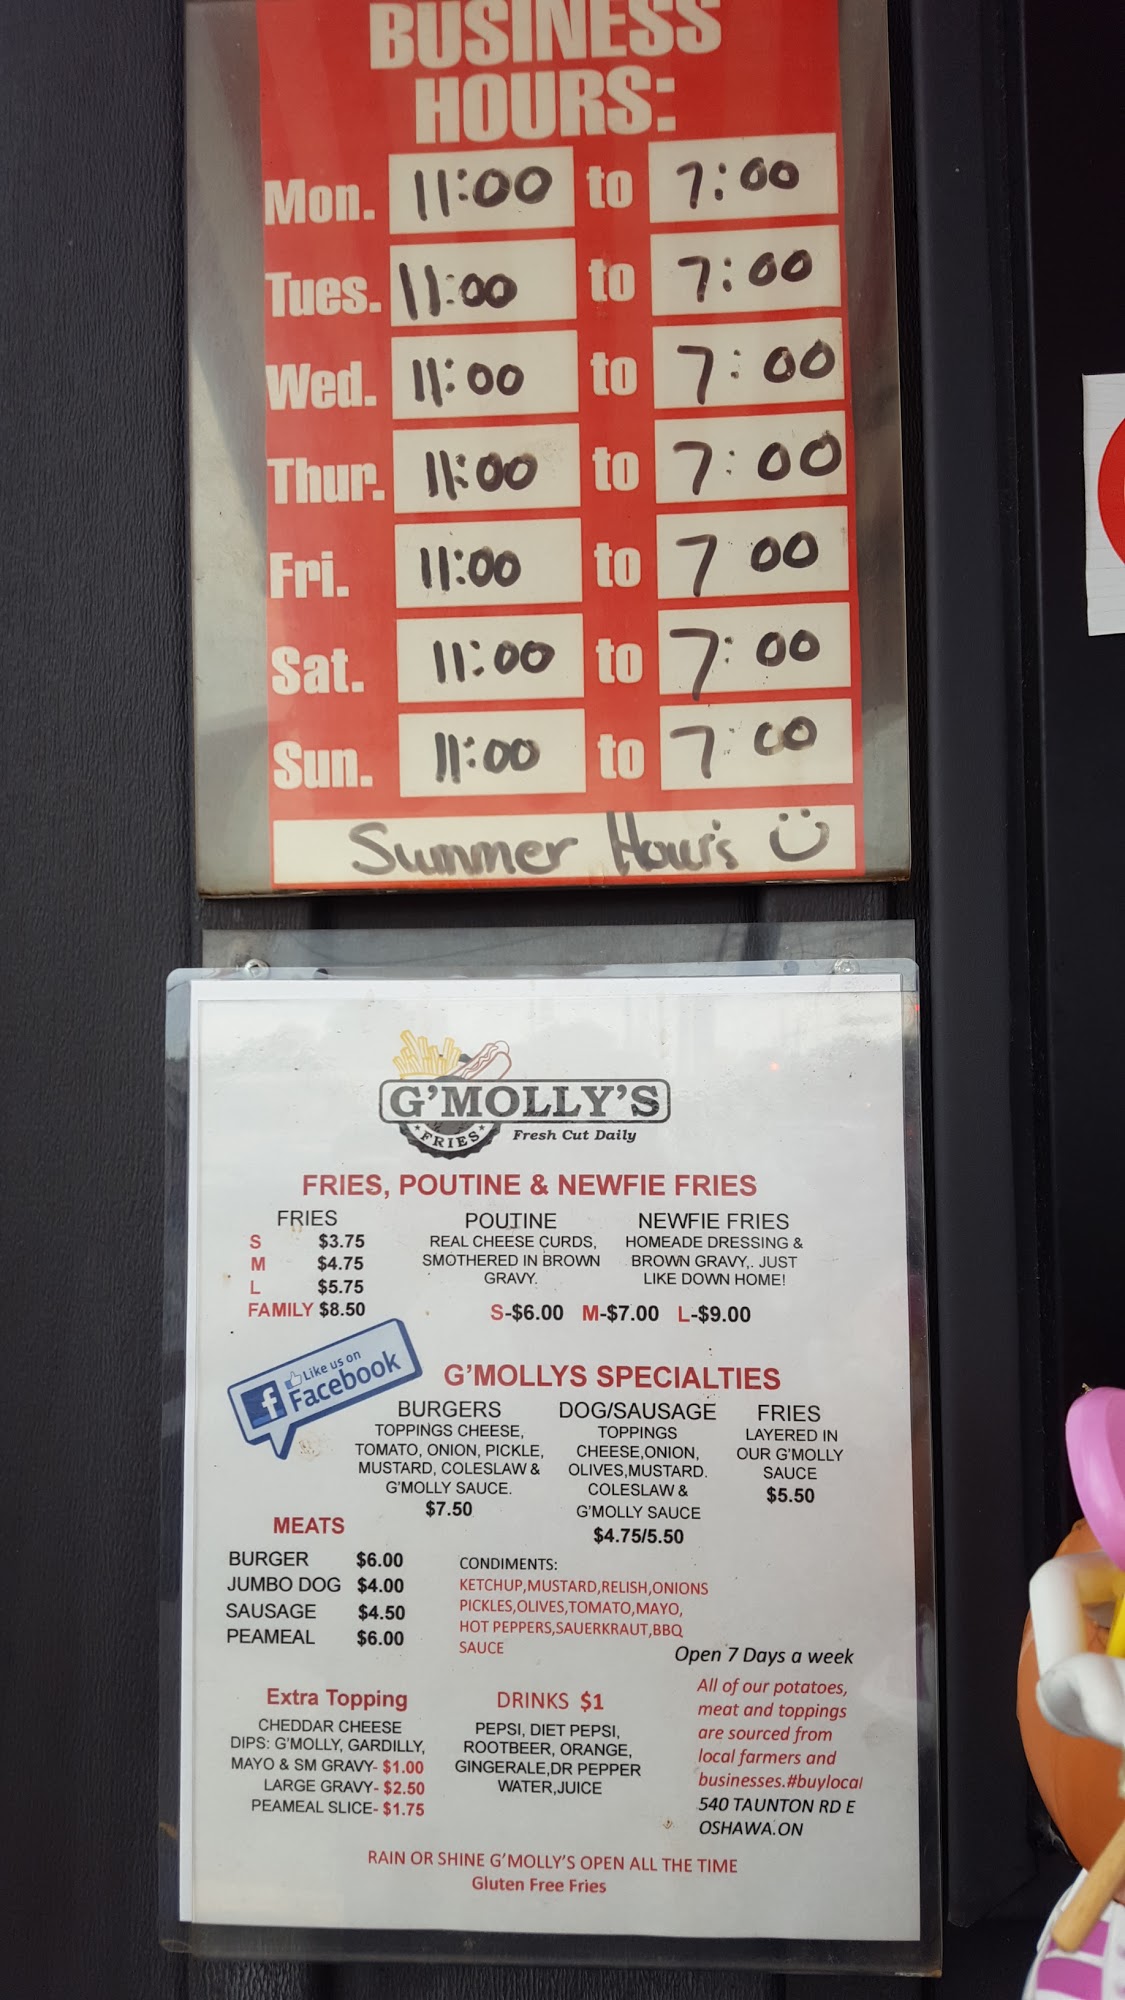 BUSINESS
HOURS:
Mon. 11:00 to 7:00
Tues. 11:00 to 7:00
Wed. 11:00 to 7:00
Thur. 11:00 to 7:00
Fri. 11:00 to 7 00
Sat. 11:00 to 7:00
Sun. 11:00 to 7:00
Summer Hour's
G'MOLLY'S
FRIES
Fresh Cut Daily
FRIES, POUTINE & NEWFIE FRIES
FRIES
S $3.75
M $4.75
L $5.75
FAMILY $8.50
POUTINE
REAL CHEESE CURDS,
SMOTHERED IN BROWN
GRAVY.
NEWFIE FRIES
HOMEADE DRESSING &
BROWN GRAVY,. JUST
LIKE DOWN HOME!
S-$6.00 M-$7.00 L-$9.00
Like us on
f Facebook
G'MOLLYS SPECIALTIES
BURGERS
TOPPINGS CHEESE,
TOMATO, ONION, PICKLE,
MUSTARD, COLESLAW &
G'MOLLY SAUCE.
$7.50
DOG/SAUSAGE
TOPPINGS
CHEESE,ONION,
OLIVES,MUSTARD.
COLESLAW &
G'MOLLY SAUCE
$4.75/5.50
FRIES
LAYERED IN
OUR G'MOLLY
SAUCE
$5.50
MEATS
BURGER $6.00
JUMBO DOG $4.00
SAUSAGE $4.50
PEAMEAL $6.00
CONDIMENTS:
KETCHUP,MUSTARD,RELISH,ONIONS
PICKLES,OLIVES,TOMATO,MAYO,
HOT PEPPERS,SAUERKRAUT,BBQ
SAUCE
Open 7 Days a week
Extra Topping
CHEDDAR CHEESE
DIPS: G'MOLLY, GARDILLY,
MAYO & SM GRAVY- $1.00
LARGE GRAVY- $2.50
PEAMEAL SLICE- $1.75
DRINKS $1
PEPSI, DIET PEPSI,
ROOTBEER, ORANGE,
GINGERALE,DR PEPPER
WATER,JUICE
All of our potatoes,
meat and toppings
are sourced from
local farmers and
businesses.#buylocal
540 TAUNTON RD E
OSHAWA.ON
RAIN OR SHINE G'MOLLY'S OPEN ALL THE TIME
Gluten Free Fries